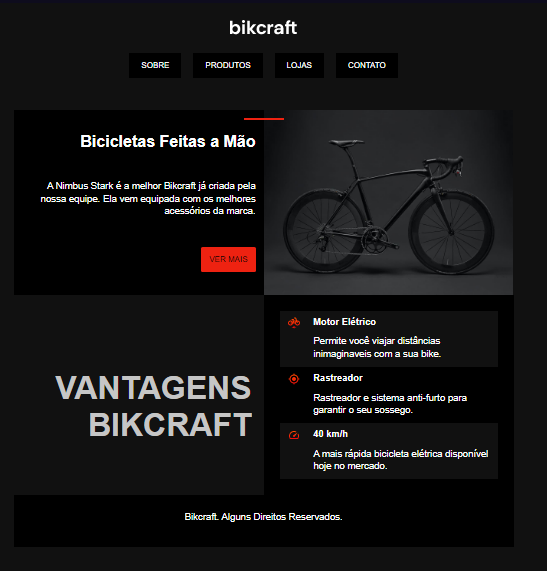 bikcraft
SOBRE PRODUTOS LOJAS CONTATO
Bicicletas Feitas a Mão
A Nimbus Stark é a melhor Bikcraft já criada pela
nossa equipe. Ela vem equipada com os melhores
acessórios da marca.
VER MAIS
VANTAGENS
BIKCRAFT
Motor Elétrico
Permite você viajar distâncias
inimaginaveis com a sua bike.
Rastreador
Rastreador e sistema anti-furto para
garantir o seu sossego.
40 km/h
A mais rápida bicicleta elétrica disponível
hoje no mercado.
Bikcraft. Alguns Direitos Reservados.